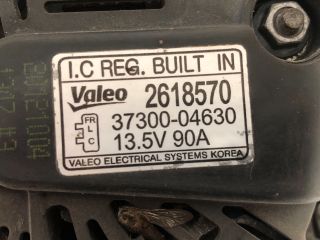 I.C REG. BUILT IN
Valeo 2618570
FR
L
C
37300-04630
13.5V 90A
VALEO ELECTRICAL SYSTEMS KOREA